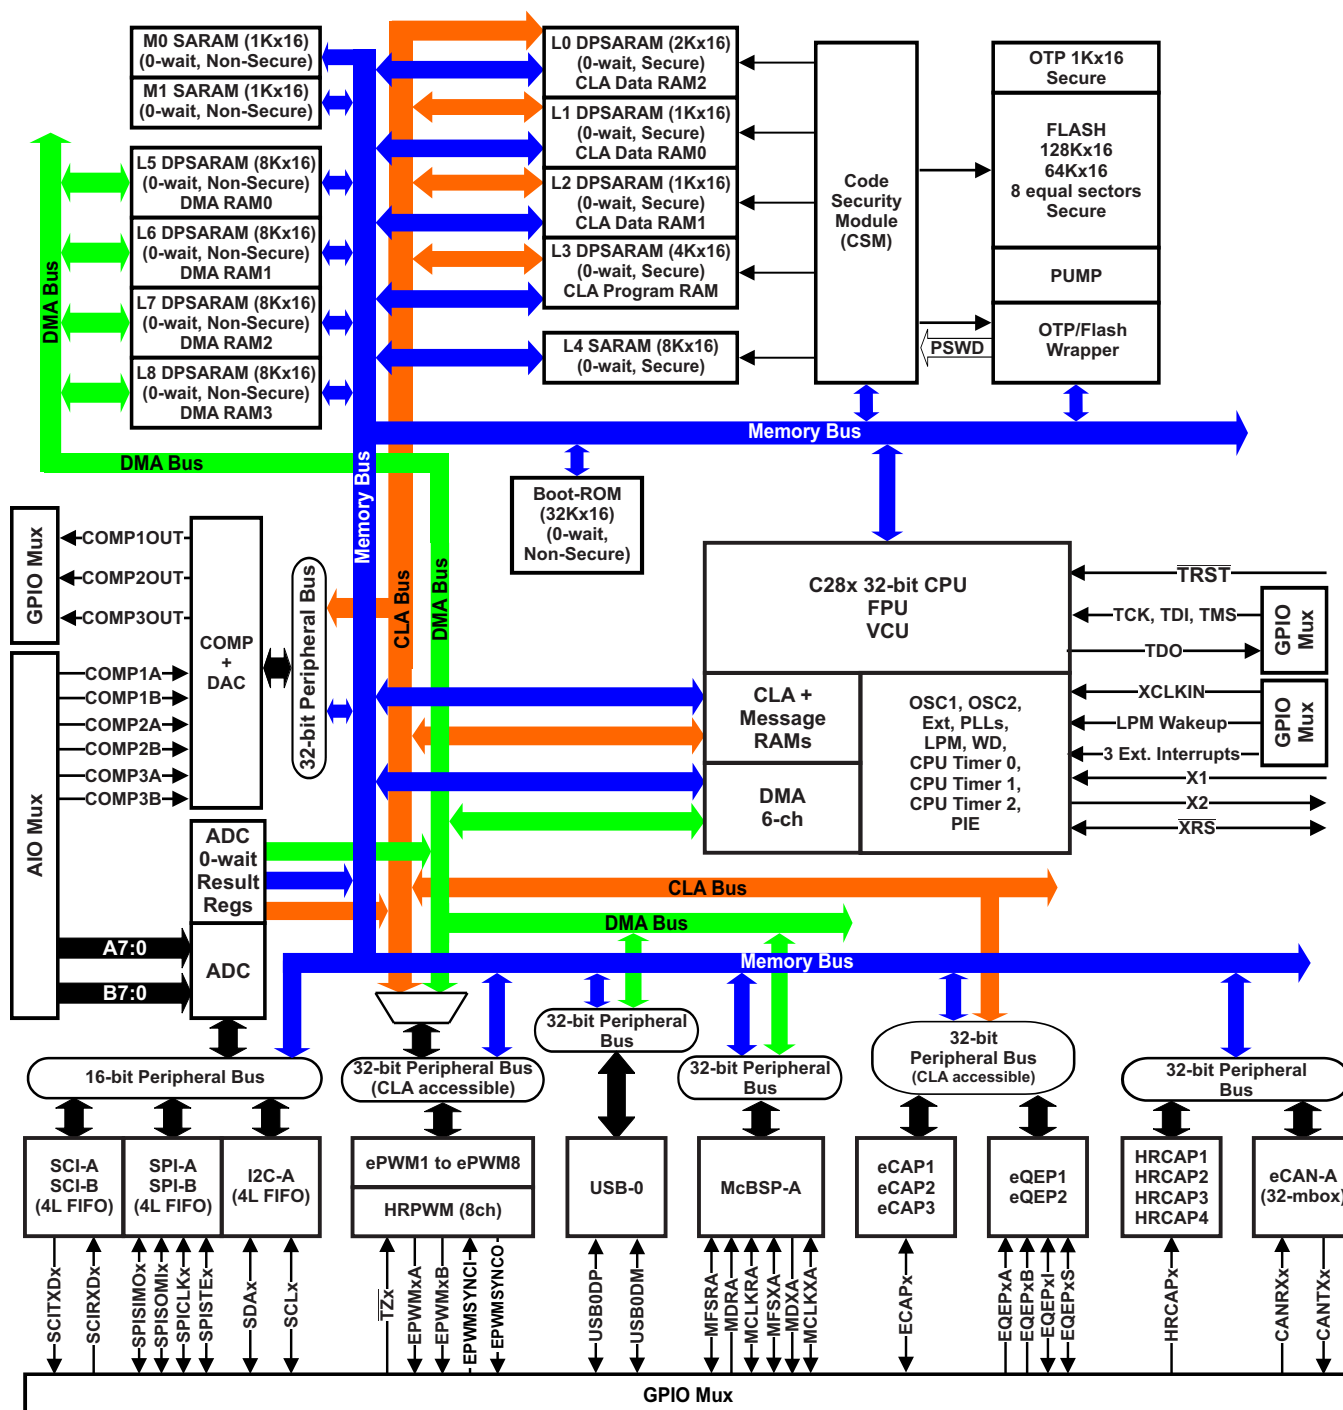 M0 SARAM (1Kx16)
(0-wait, Non-Secure)
M1 SARAM (1Kx16)
(0-wait, Non-Secure)
L5 DPSARAM (8Kx16)
(0-wait, Non-Secure)
DMA RAM0
L6 DPSARAM (8Kx16)
(0-wait, Non-Secure)
DMA RAM1
L7 DPSARAM (8Kx16)
(0-wait, Non-Secure)
DMA RAM2
L8 DPSARAM (8Kx16)
(0-wait, Non-Secure)
DMA RAM3
DMA Bus
L0 DPSARAM (2Kx16)
(0-wait, Secure)
CLA Data RAM2
L1 DPSARAM (1Kx16)
(0-wait, Secure)
CLA Data RAM0
L2 DPSARAM (1Kx16)
(0-wait, Secure)
CLA Data RAM1
L3 DPSARAM (4Kx16)
(0-wait, Secure)
CLA Program RAM
L4 SARAM (8Kx16)
(0-wait, Secure)
Code
Security
Module
(CSM)
OTP 1Kx16
Secure
FLASH
128Kx16
64Kx16
8 equal sectors
Secure
PUMP
OTP/Flash
Wrapper
PSWD
Memory Bus
DMA Bus
Memory Bus
CLA Bus
DMA Bus
Boot-ROM
(32Kx16)
(0-wait,
Non-Secure)
GPIO Mux
COMP1OUT
COMP2OUT
COMP3OUT
AIO Mux
COMP1A
COMP1B
COMP2A
COMP2B
COMP3A
COMP3B
COMP
+
DAC
32-bit Peripheral Bus
C28x 32-bit CPU
FPU
VCU
CLA +
Message
RAMs
DMA
6-ch
OSC1, OSC2,
Ext, PLLs,
LPM, WD,
CPU Timer 0,
CPU Timer 1,
CPU Timer 2,
PIE
TRST
TCK, TDI, TMS
TDO
GPIO
Mux
XCLKIN
LPM Wakeup
3 Ext. Interrupts
GPIO
Mux
X1
X2
XRS
ADC
0-wait
Result
Regs
A7:0
B7:0
ADC
CLA Bus
DMA Bus
Memory Bus
16-bit Peripheral Bus
32-bit Peripheral Bus
(CLA accessible)
32-bit Peripheral
Bus
32-bit Peripheral
Bus
32-bit
Peripheral Bus
(CLA accessible)
32-bit Peripheral
Bus
SCI-A
SCI-B
(4L FIFO)
SPI-A
SPI-B
(4L FIFO)
I2C-A
(4L FIFO)
ePWM1 to ePWM8
HRPWM (8ch)
USB-0
McBSP-A
eCAP1
eCAP2
eCAP3
eQEP1
eQEP2
HRCAP1
HRCAP2
HRCAP3
HRCAP4
eCAN-A
(32-mbox)
SCITXDx
SCIRXDx
SPISIMOx
SPISOMIx
SPICLKx
SPISTEx
SDAx
SCLx
TZx
EPWMxA
EPWMxB
EPWMSYNCI
EPWMSYNCO
USB0DP
USB0DM
MFSRA
MDRA
MCLKRA
MFSXA
MDXA
MCLKXA
ECAPx
EQEPxA
EQEPxB
EQEPxI
EQEPxS
HRCAPx
CANRXx
CANTXx
GPIO Mux